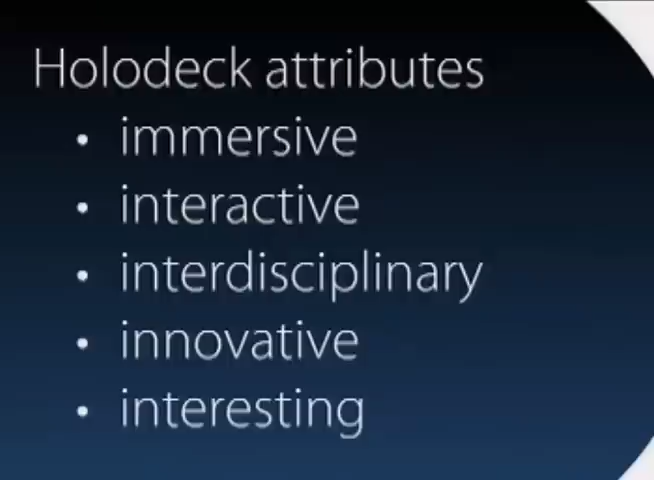 Holodeck attributes
• immersive
• interactive
• interdisciplinary
• innovative
• interesting